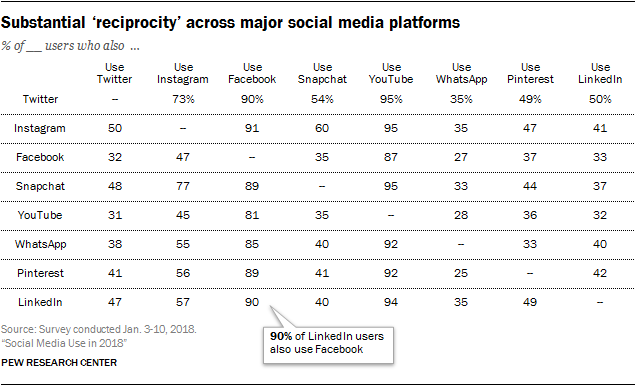 Substantial ‘reciprocity’ across major social media platforms
% of __ users who also ...
Use Twitter Use Instagram Use Facebook Use Snapchat Use YouTube Use WhatsApp Use Pinterest Use LinkedIn
Twitter – 73% 90% 54% 95% 35% 49% 50%
Instagram 50 – 91 60 95 35 47 41
Facebook 32 47 – 35 87 27 37 33
Snapchat 48 77 89 – 95 33 44 37
YouTube 31 45 81 35 – 28 36 32
WhatsApp 38 55 85 40 92 – 33 40
Pinterest 41 56 89 41 92 25 – 42
LinkedIn 47 57 90 40 94 35 49 –
90% of LinkedIn users
also use Facebook
Source: Survey conducted Jan. 3-10, 2018.
“Social Media Use in 2018”
PEW RESEARCH CENTER